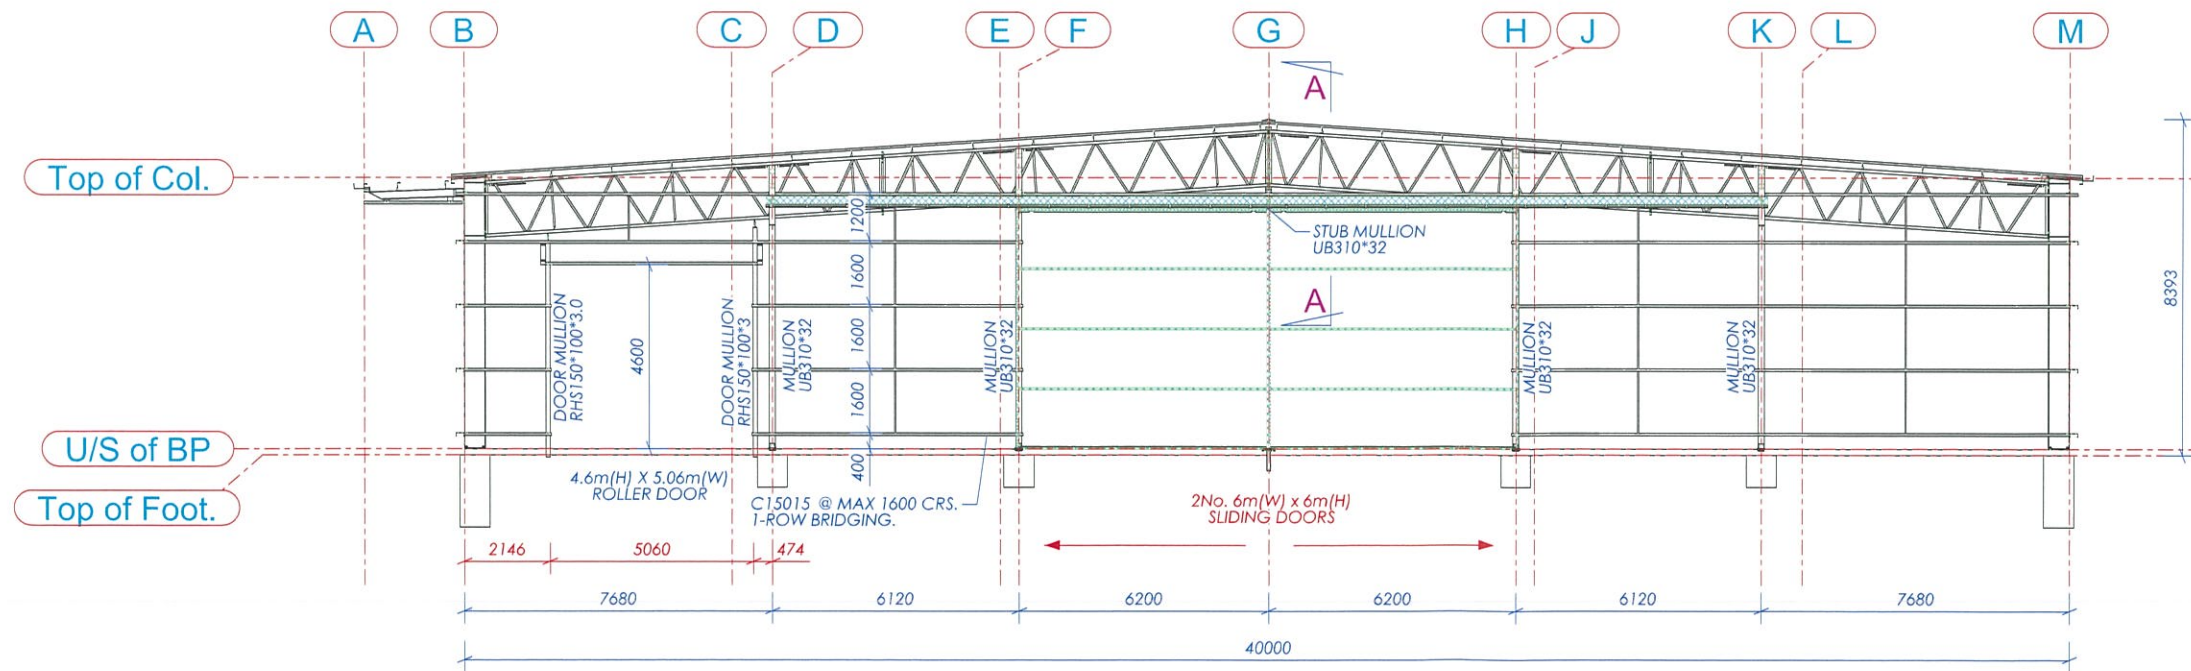 A
B
C
D
E
F
G
H
J
K
L
M
A
Top of Col.
STUB MULLION
UB310*32
A
1200
1600
1600
1600
400
4600
8393
DOOR MULLION
RHS150*100*3.0
DOOR MULLION
RHS150*100*3
MULLION
UB310*32
MULLION
UB310*32
MULLION
UB310*32
MULLION
UB310*32
U/S of BP
Top of Foot.
4.6m(H) X 5.06m(W)
ROLLER DOOR
C15015 @ MAX 1600 CRS.
1-ROW BRIDGING.
2No. 6m(W) x 6m(H)
SLIDING DOORS
2146
5060
474
7680
6120
6200
6200
6120
7680
40000